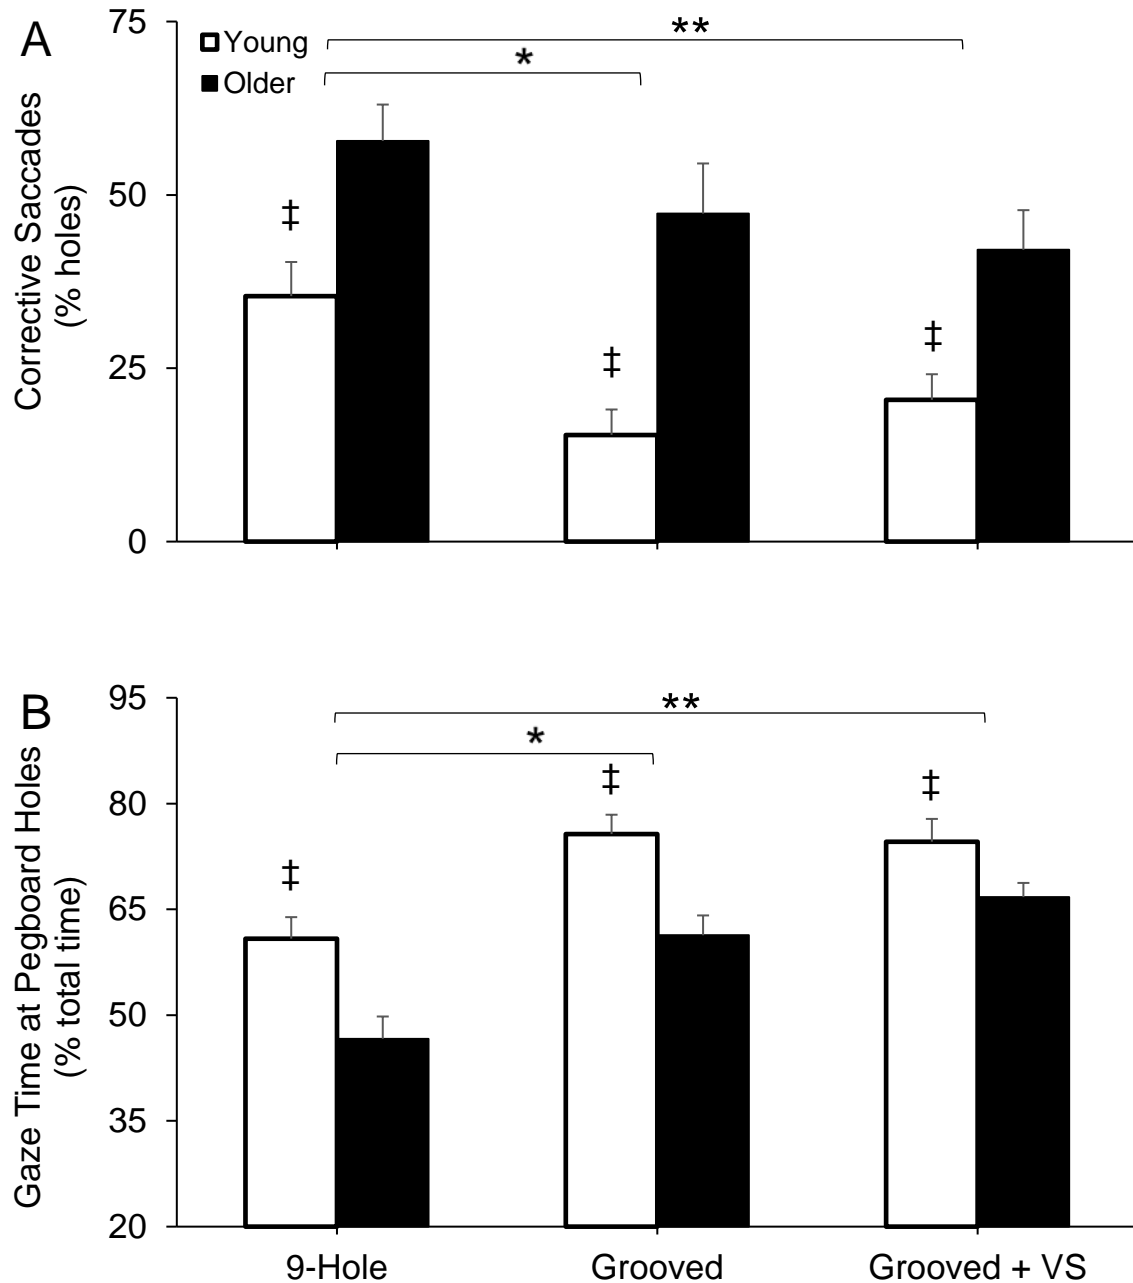 A
75
50
25
0
Corrective Saccades
(% holes)
Young
Older
**
*
‡
‡
‡
B
95
80
65
50
35
20
Gaze Time at Pegboard Holes
(% total time)
**
*
‡
‡
‡
9-Hole
Grooved
Grooved + VS